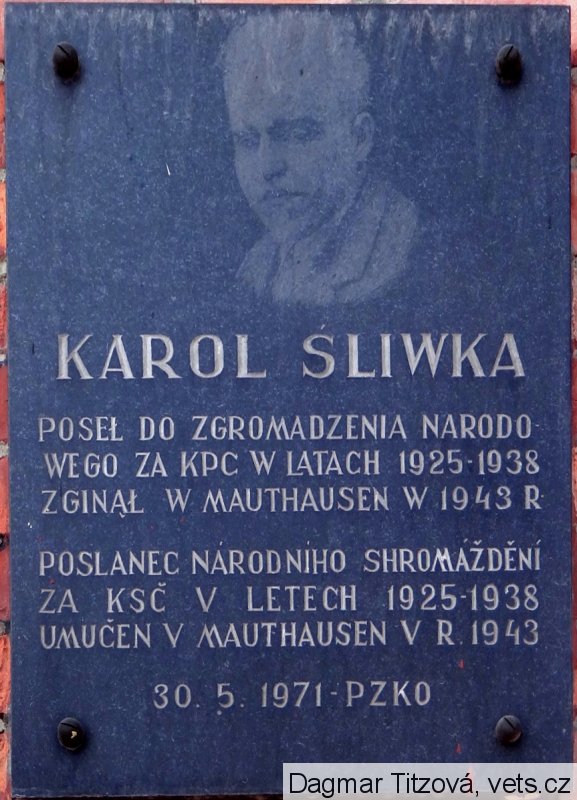 KAROL ŚLIWKA
POSEŁ DO ZGROMADZENIA NARODO-
WEGO ZA KPC W LATACH 1925-1938
ZGINĄŁ W MAUTHAUSEN W 1943 R
POSLANEC NÁRODNÍHO SHROMÁŽDĚNÍ
ZA KSČ V LETECH 1925-1938
UMUČEN V MAUTHAUSEN V R. 1943
30. 5. 1971 - PZKO
Dagmar Titzová, vets.cz